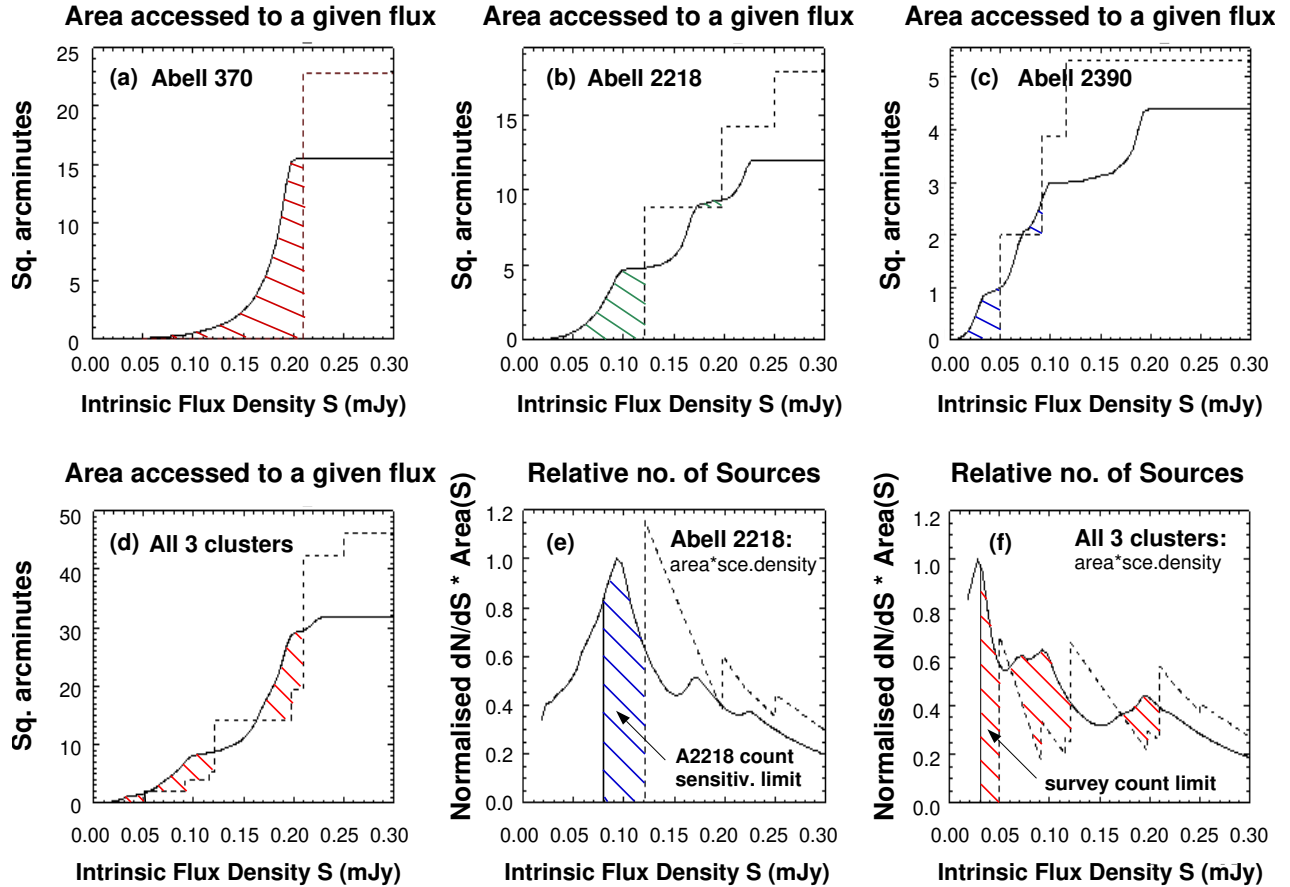 Area accessed to a given flux
Area accessed to a given flux
Area accessed to a given flux
(a) Abell 370
(b) Abell 2218
(c) Abell 2390
Sq. arcminutes
25
20
15
10
5
0
Sq. arcminutes
15
10
5
0
Sq. arcminutes
5
4
3
2
1
0
0.00 0.05 0.10 0.15 0.20 0.25 0.30
0.00 0.05 0.10 0.15 0.20 0.25 0.30
0.00 0.05 0.10 0.15 0.20 0.25 0.30
Intrinsic Flux Density S (mJy)
Intrinsic Flux Density S (mJy)
Intrinsic Flux Density S (mJy)
Area accessed to a given flux
Relative no. of Sources
Relative no. of Sources
(d) All 3 clusters
Sq. arcminutes
50
40
30
20
10
0
0.00 0.05 0.10 0.15 0.20 0.25 0.30
Intrinsic Flux Density S (mJy)
(e)
Abell 2218:
area*sce.density
A2218 count
sensitiv. limit
Normalised dN/dS * Area(S)
1.2
1.0
0.8
0.6
0.4
0.2
0.0
0.00 0.05 0.10 0.15 0.20 0.25 0.30
Intrinsic Flux Density S (mJy)
(f)
All 3 clusters:
area*sce.density
survey count limit
Normalised dN/dS * Area(S)
1.2
1.0
0.8
0.6
0.4
0.2
0.0
0.00 0.05 0.10 0.15 0.20 0.25 0.30
Intrinsic Flux Density S (mJy)